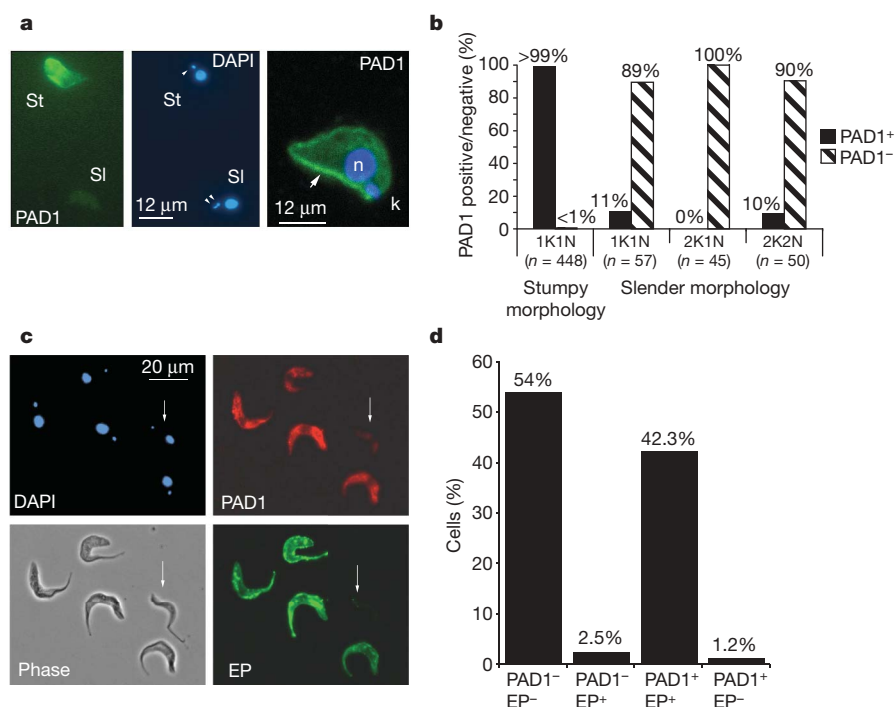 a
St
Sl
PAD1
DAPI
St
Sl
12 μm
PAD1
n
k
12 μm
b
PAD1 positive/negative (%)
100
80
60
40
20
0
>99%
<1%
11%
89%
0%
100%
10%
90%
PAD1+
PAD1−
1K1N 1K1N 2K1N 2K2N
(n = 448) (n = 57) (n = 45) (n = 50)
Stumpy Slender morphology
morphology
c
20 μm
DAPI
PAD1
Phase
EP
d
Cells (%)
60
50
40
30
20
10
0
54%
2.5%
42.3%
1.2%
PAD1− PAD1− PAD1+ PAD1+
EP− EP+ EP+ EP−